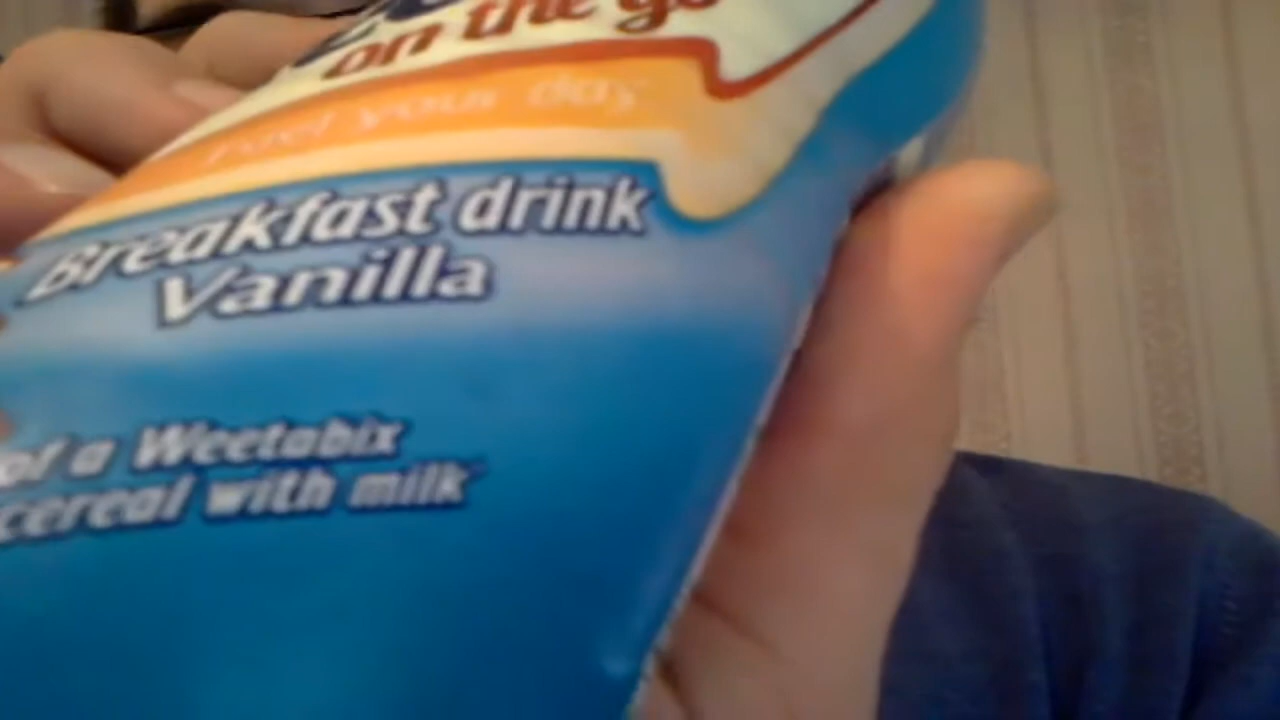 on the go
fuel your day
Breakfast drink
Vanilla
of a Weetabix
cereal with milk